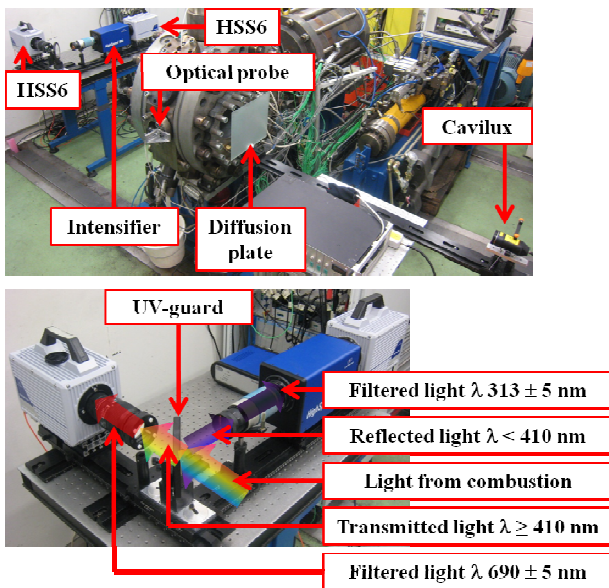 HSS6
HSS6
Optical probe
Cavilux
Intensifier
Diffusion
plate
UV-guard
Filtered light λ 313 ± 5 nm
Reflected light λ < 410 nm
Light from combustion
Transmitted light λ ≥ 410 nm
Filtered light λ 690 ± 5 nm